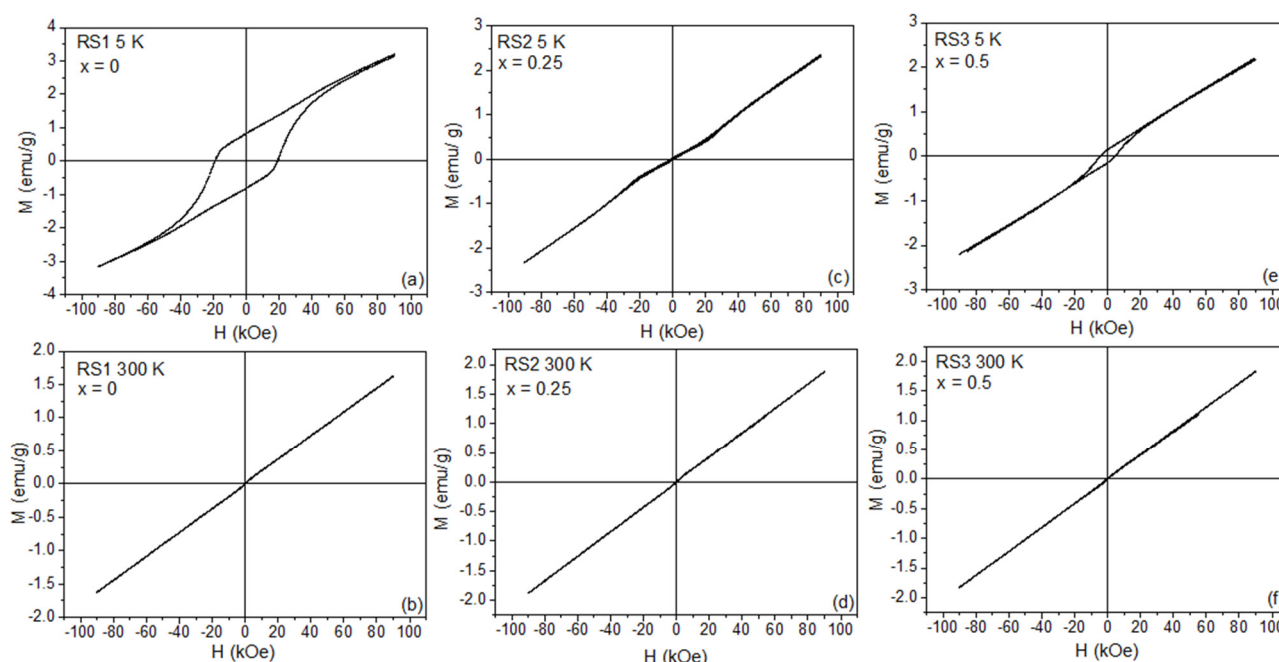 RS1 5 K
x = 0
4
3
2
1
0
-1
-2
-3
-4
M (emu/g)
(a)
-100 -80 -60 -40 -20 0 20 40 60 80 100
H (kOe)
RS2 5 K
x = 0.25
3
2
1
0
-1
-2
-3
M (emu/ g)
(c)
-100 -80 -60 -40 -20 0 20 40 60 80 100
H (kOe)
RS3 5 K
x = 0.5
3
2
1
0
-1
-2
-3
M (emu/g)
(e)
-100 -80 -60 -40 -20 0 20 40 60 80 100
H (kOe)
RS1 300 K
x = 0
2.0
1.5
1.0
0.5
0.0
-0.5
-1.0
-1.5
-2.0
M (emu/g)
(b)
-100 -80 -60 -40 -20 0 20 40 60 80 100
H (kOe)
RS2 300 K
x = 0.25
2.0
1.5
1.0
0.5
0.0
-0.5
-1.0
-1.5
-2.0
M (emu/g)
(d)
-100 -80 -60 -40 -20 0 20 40 60 80 100
H (kOe)
RS3 300 K
x = 0.5
2.0
1.5
1.0
0.5
0.0
-0.5
-1.0
-1.5
-2.0
M (emu/g)
(f)
-100 -80 -60 -40 -20 0 20 40 60 80 100
H (kOe)